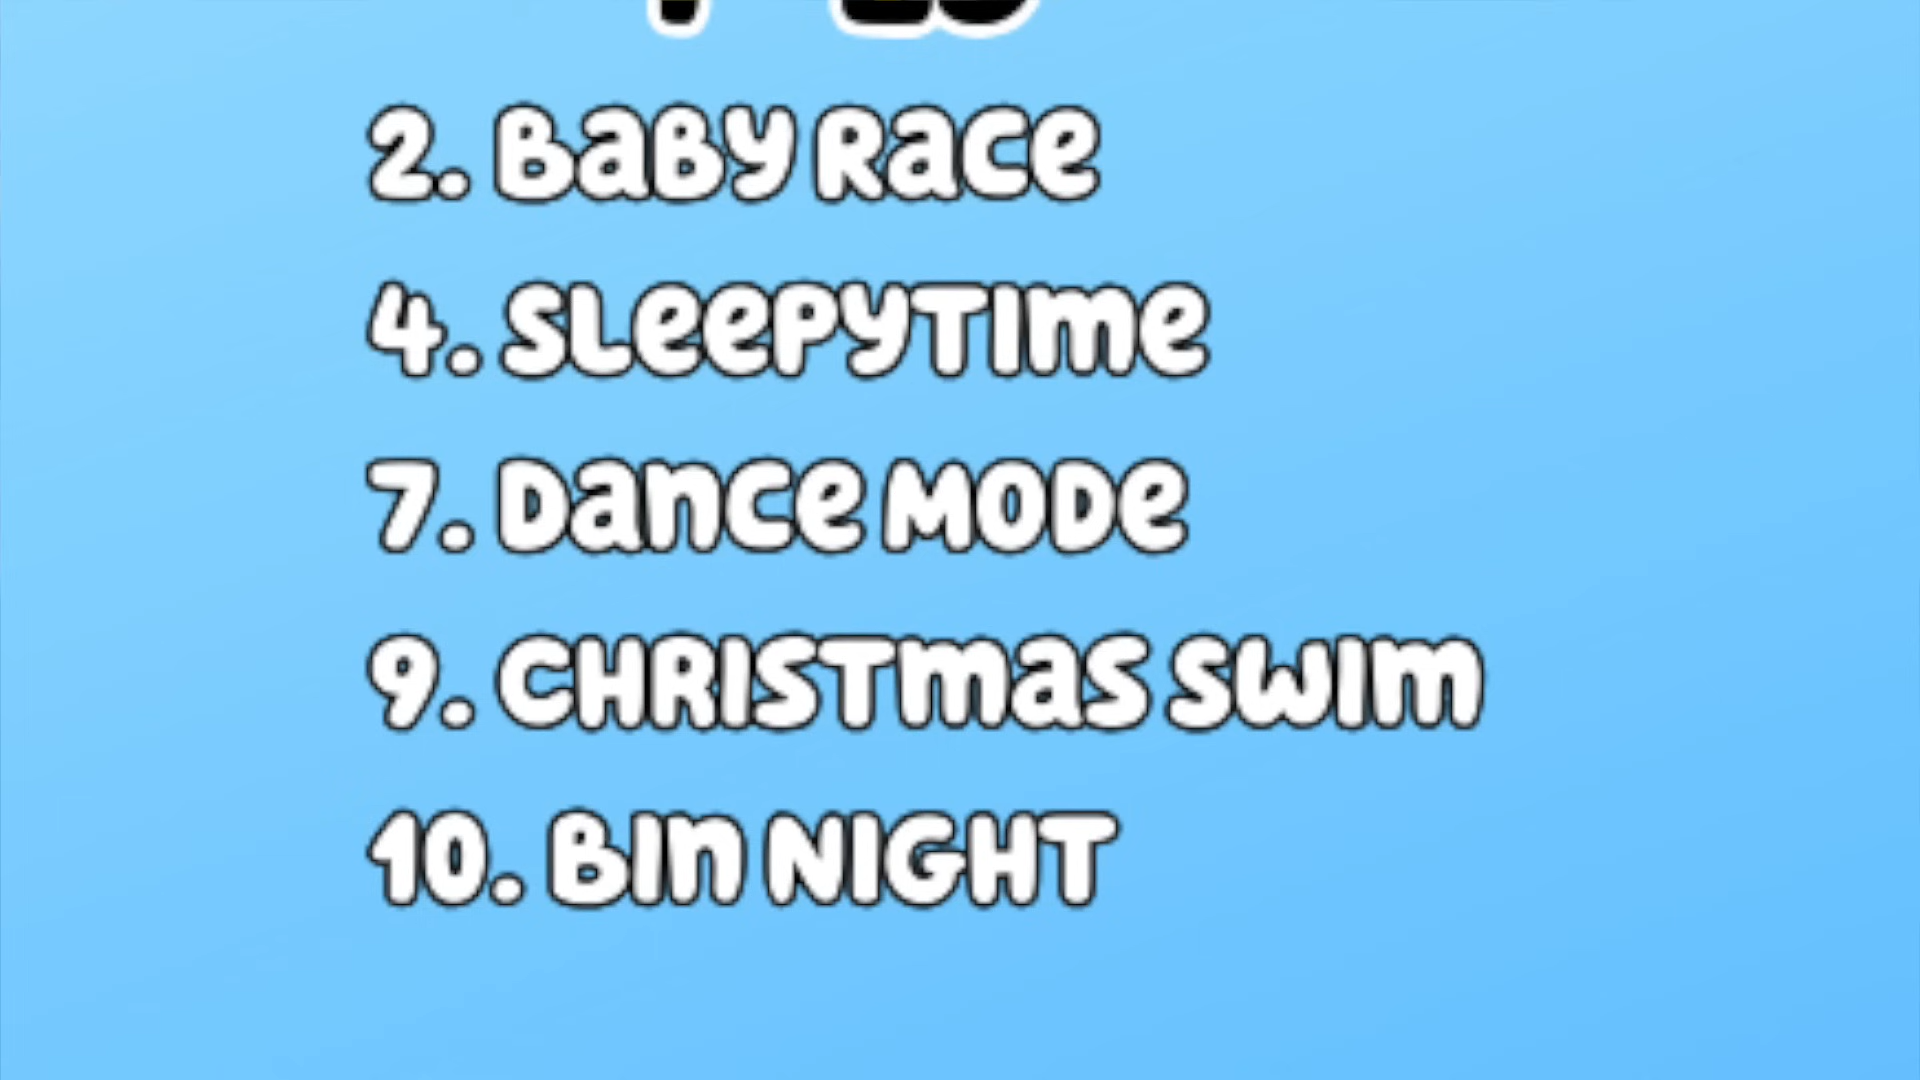 2. Baby Race
4. Sleepytime
7. Dance Mode
9. Christmas Swim
10. Bin Night